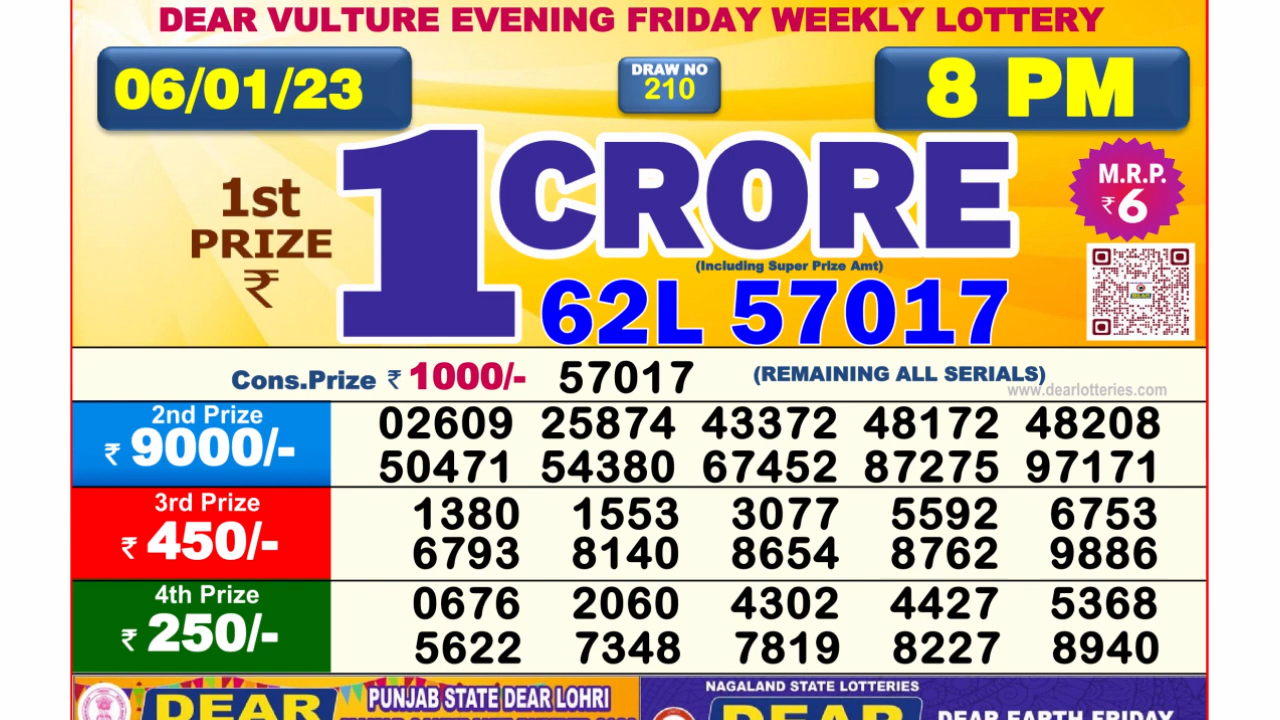 DEAR VULTURE EVENING FRIDAY WEEKLY LOTTERY
06/01/23
DRAW NO
210
8 PM
1st
PRIZE
₹
1 CRORE
(Including Super Prize Amt)
62L 57017
M.R.P.
₹ 6
Cons.Prize ₹ 1000/- 57017 (REMAINING ALL SERIALS)
www.dearlotteries.com
2nd Prize
₹ 9000/-
02609 25874 43372 48172 48208
50471 54380 67452 87275 97171
3rd Prize
₹ 450/-
1380 1553 3077 5592 6753
6793 8140 8654 8762 9886
4th Prize
₹ 250/-
0676 2060 4302 4427 5368
5622 7348 7819 8227 8940
DEAR
PUNJAB STATE DEAR LOHRI
NAGALAND STATE LOTTERIES
DEAR
DEAR EARTH FRIDAY